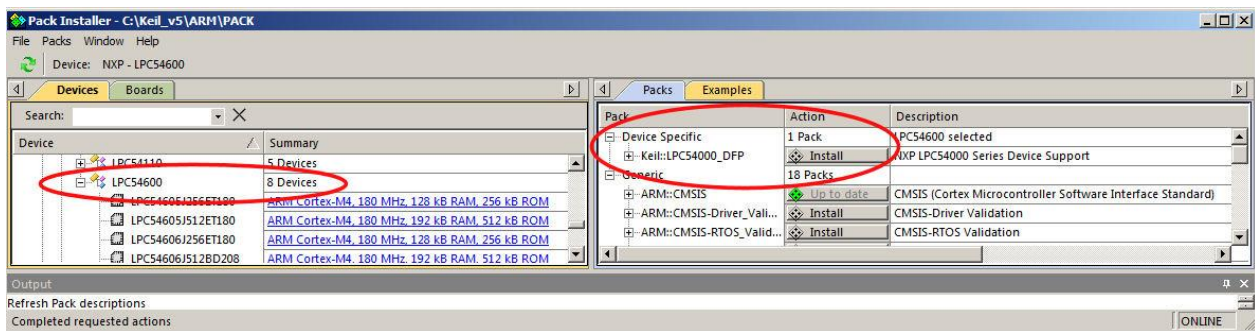 Pack Installer - C:\Keil_v5\ARM\PACK
File Packs Window Help
Device: NXP - LPC54600
Devices Boards
Search:
Device Summary
LPC54110 5 Devices
LPC54600 8 Devices
LPC54605J256ET180 ARM Cortex-M4, 180 MHz, 128 kB RAM, 256 kB ROM
LPC54605J512ET180 ARM Cortex-M4, 180 MHz, 192 kB RAM, 512 kB ROM
LPC54606J256ET180 ARM Cortex-M4, 180 MHz, 128 kB RAM, 256 kB ROM
LPC54606J512BD208 ARM Cortex-M4, 180 MHz, 192 kB RAM, 512 kB ROM
Packs Examples
Pack Action Description
Device Specific 1 Pack LPC54600 selected
Keil::LPC54000_DFP Install NXP LPC54000 Series Device Support
Generic 18 Packs
ARM::CMSIS Up to date CMSIS (Cortex Microcontroller Software Interface Standard)
ARM::CMSIS-Driver_Vali... Install CMSIS-Driver Validation
ARM::CMSIS-RTOS_Valid... Install CMSIS-RTOS Validation
Output
Refresh Pack descriptions
Completed requested actions ONLINE